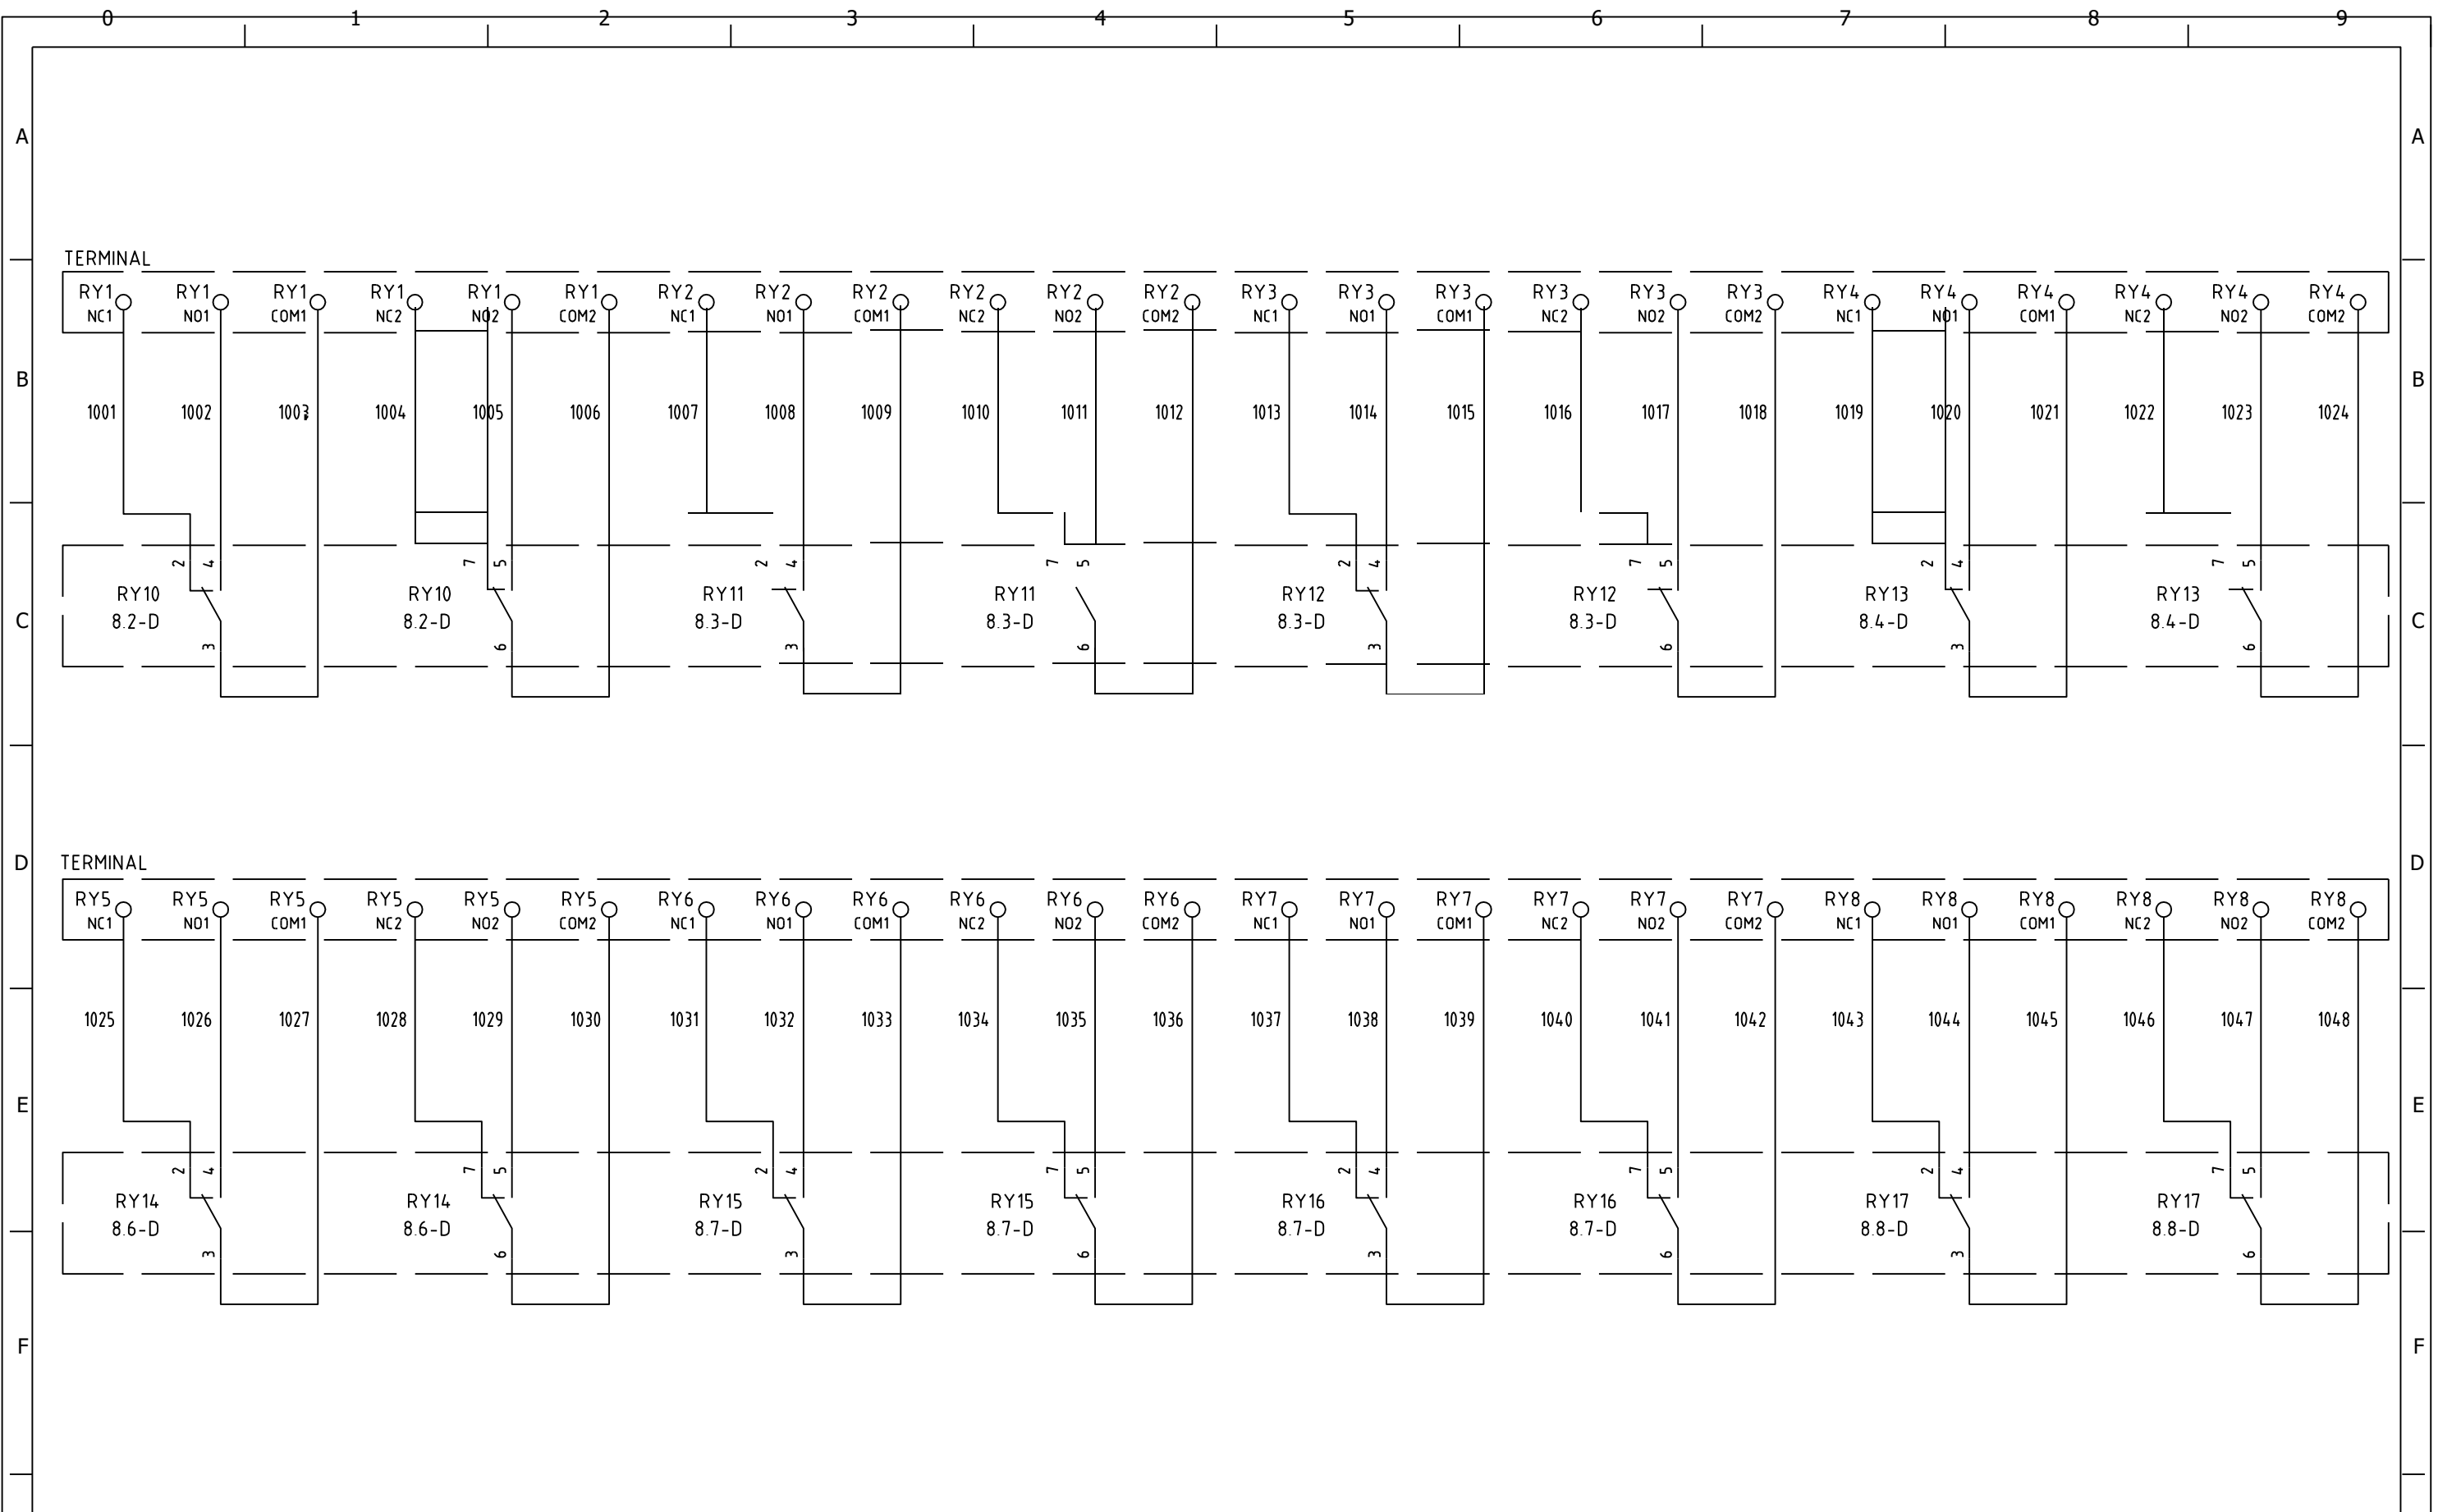 0 1 2 3 4 5 6 7 8 9
A A
TERMINAL
RY1 RY1 RY1 RY1 RY1 RY1 RY2 RY2 RY2 RY2 RY2 RY2 RY3 RY3 RY3 RY3 RY3 RY3 RY4 RY4 RY4 RY4 RY4 RY4
NC1 NO1 COM1 NC2 NO2 COM2 NC1 NO1 COM1 NC2 NO2 COM2 NC1 NO1 COM1 NC2 NO2 COM2 NC1 NO1 COM1 NC2 NO2 COM2
B B
1001 1002 1003 1004 1005 1006 1007 1008 1009 1010 1011 1012 1013 1014 1015 1016 1017 1018 1019 1020 1021 1022 1023 1024
2 4 7 5 2 4 7 5 2 4 7 5 2 4 7 5
RY10 RY10 RY11 RY11 RY12 RY12 RY13 RY13
C 8.2-D 8.2-D 8.3-D 8.3-D 8.3-D 8.3-D 8.4-D 8.4-D C
3 6 3 6 3 6 3 6
D TERMINAL D
RY5 RY5 RY5 RY5 RY5 RY5 RY6 RY6 RY6 RY6 RY6 RY6 RY7 RY7 RY7 RY7 RY7 RY7 RY8 RY8 RY8 RY8 RY8 RY8
NC1 NO1 COM1 NC2 NO2 COM2 NC1 NO1 COM1 NC2 NO2 COM2 NC1 NO1 COM1 NC2 NO2 COM2 NC1 NO1 COM1 NC2 NO2 COM2
1025 1026 1027 1028 1029 1030 1031 1032 1033 1034 1035 1036 1037 1038 1039 1040 1041 1042 1043 1044 1045 1046 1047 1048
E E
2 4 7 5 2 4 7 5 2 4 7 5 2 4 7 5
RY14 RY14 RY15 RY15 RY16 RY16 RY17 RY17
8.6-D 8.6-D 8.7-D 8.7-D 8.7-D 8.7-D 8.8-D 8.8-D
3 6 3 6 3 6 3 6
F F